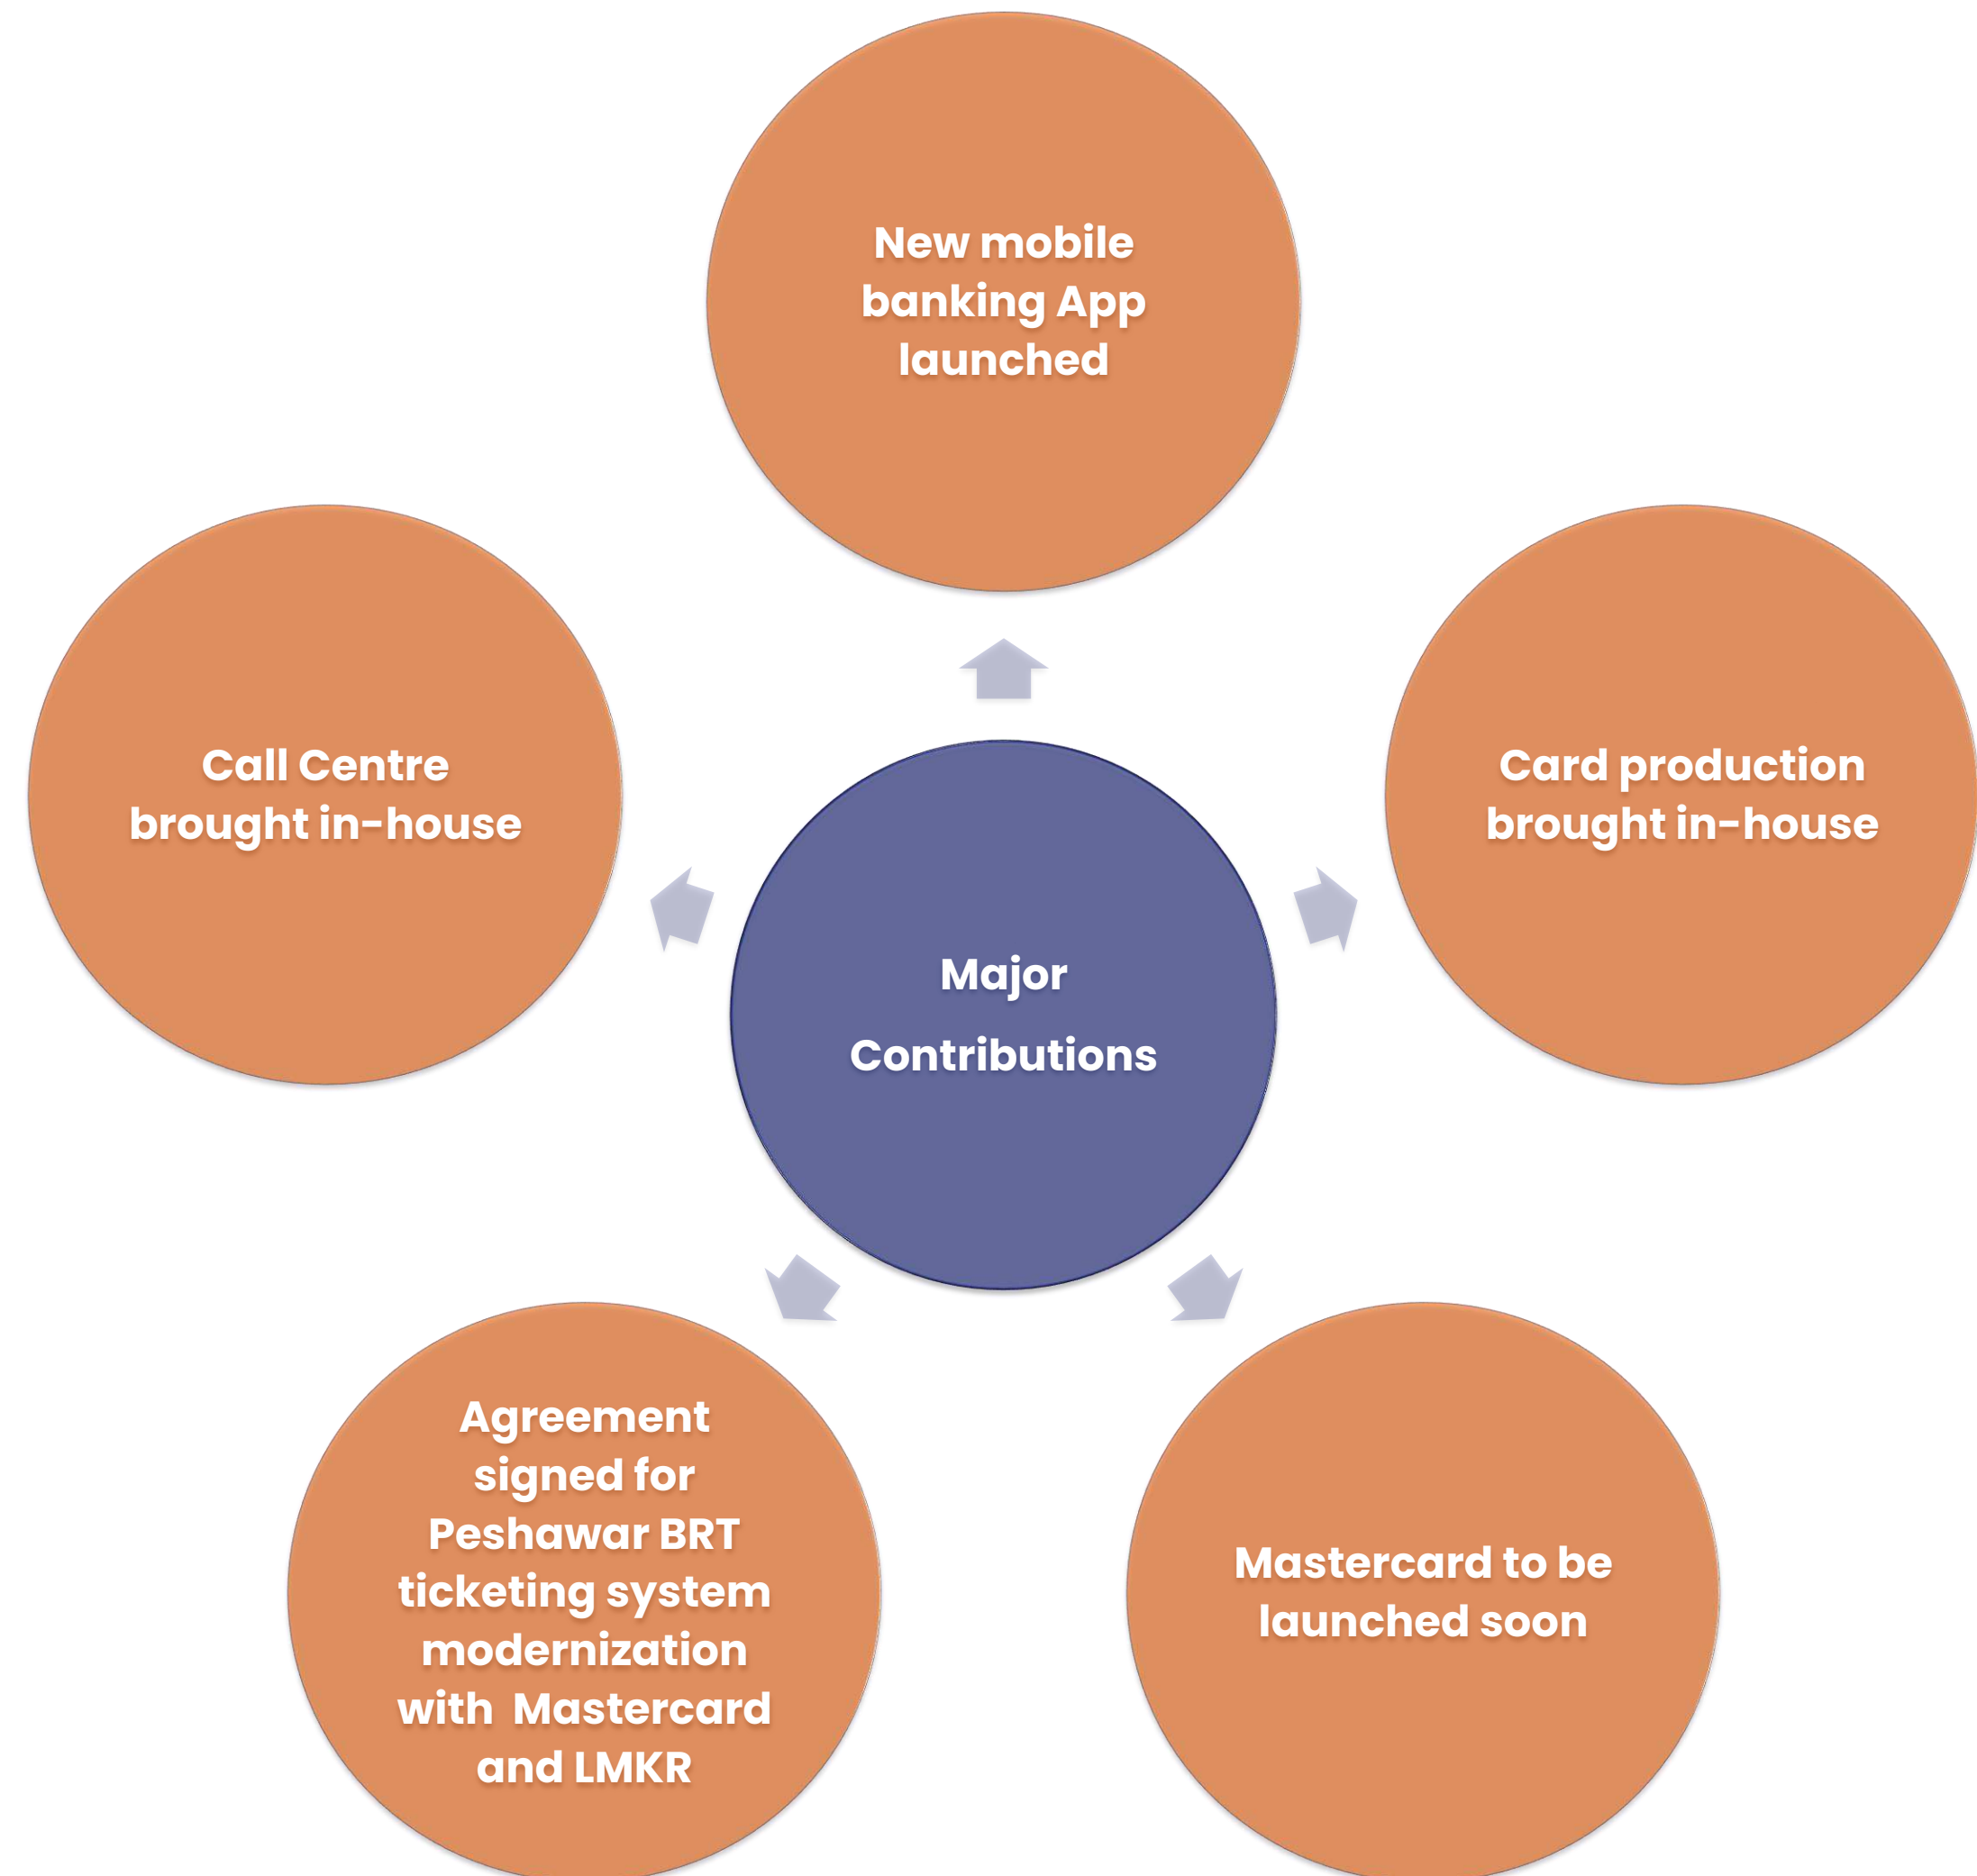 New mobile
banking App
launched
Call Centre
brought in-house
Card production
brought in-house
Major
Contributions
Agreement
signed for
Peshawar BRT
ticketing system
modernization
with  Mastercard
and LMKR
Mastercard to be
launched soon